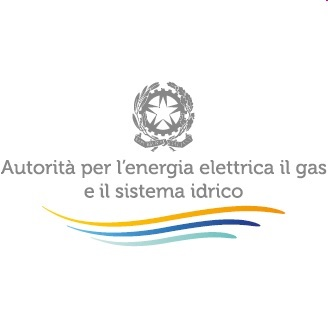 Autorità per l'energia elettrica il gas
e il sistema idrico